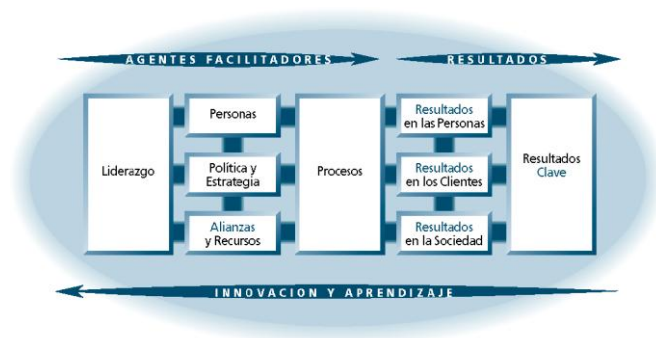 AGENTES FACILITADORES
RESULTADOS
Liderazgo
Personas
Política y
Estrategia
Alianzas
y Recursos
Procesos
Resultados
en las Personas
Resultados
en los Clientes
Resultados
en la Sociedad
Resultados
Clave
INNOVACION Y APRENDIZAJE